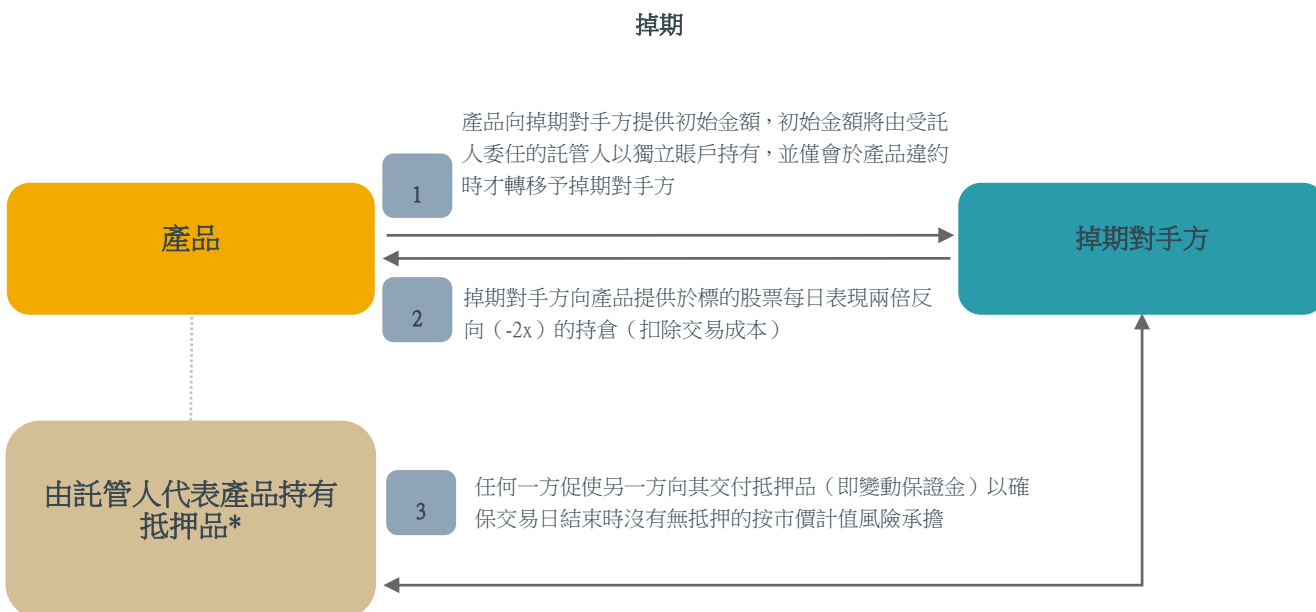 掉期
產品向掉期對手方提供初始金額，初始金額將由受託
人委任的託管人以獨立賬戶持有，並僅會於產品違約
時才轉移予掉期對手方
1
產品
掉期對手方
2
掉期對手方向產品提供於標的股票每日表現兩倍反
向（-2x）的持倉（扣除交易成本）
由託管人代表產品持有
抵押品*
3
任何一方促使另一方向其交付抵押品（即變動保證金）以確
保交易日結束時沒有無抵押的按市價計值風險承擔